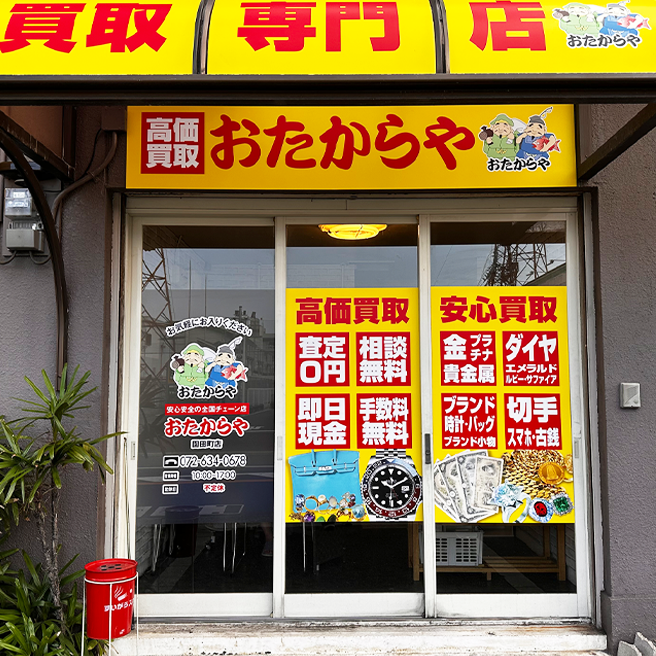 買取 専門店
おたからや
高価
買取
おたからや
おたからや
お気軽にお入りください
おたからや
安心安全の全国チェーン店
おたからや
072-634-0678
10:00-17:00
不定休
高価買取
査定
0円
相談
無料
即日
現金
手数料
無料
安心買取
金プラチナ
貴金属
ダイヤ
エメラルド
ルビー・サファイア
ブランド
時計・バッグ
ブランド小物
切手
スマホ・古銭